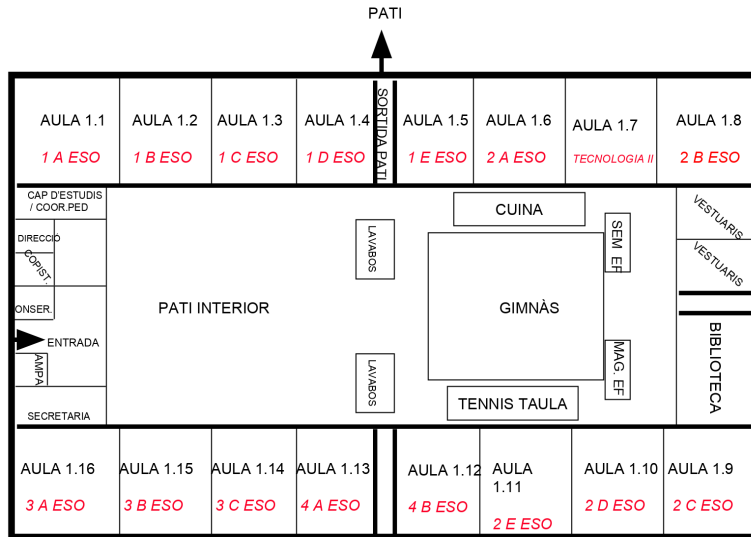 PATI
AULA 1.1
1 A ESO
AULA 1.2
1 B ESO
AULA 1.3
1 C ESO
AULA 1.4
1 D ESO
SORTIDA PATI
AULA 1.5
1 E ESO
AULA 1.6
2 A ESO
AULA 1.7
TECNOLOGIA II
AULA 1.8
2 B ESO
CAP D'ESTUDIS
/ COOR.PED
DIRECCIÓ
COPIST.
ONSER.
ENTRADA
AMPA
SECRETARIA
PATI INTERIOR
LAVABOS
LAVABOS
CUINA
SEM EF
GIMNÀS
MAG. EF
TENNIS TAULA
VESTUARIS
VESTUARIS
BIBLIOTECA
AULA 1.16
3 A ESO
AULA 1.15
3 B ESO
AULA 1.14
3 C ESO
AULA 1.13
4 A ESO
AULA 1.12
4 B ESO
AULA
1.11
2 E ESO
AULA 1.10
2 D ESO
AULA 1.9
2 C ESO